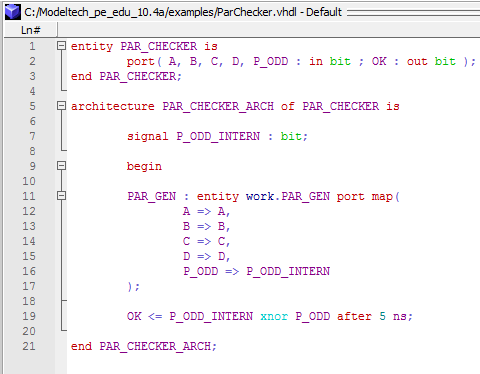 C:/Modeltech_pe_edu_10.4a/examples/ParChecker.vhdl - Default
Ln#
1 entity PAR_CHECKER is
2 port( A, B, C, D, P_ODD : in bit ; OK : out bit );
3 end PAR_CHECKER;
4
5 architecture PAR_CHECKER_ARCH of PAR_CHECKER is
6
7 signal P_ODD_INTERN : bit;
8
9 begin
10
11 PAR_GEN : entity work.PAR_GEN port map(
12 A => A,
13 B => B,
14 C => C,
15 D => D,
16 P_ODD => P_ODD_INTERN
17 );
18
19 OK <= P_ODD_INTERN xnor P_ODD after 5 ns;
20
21 end PAR_CHECKER_ARCH;